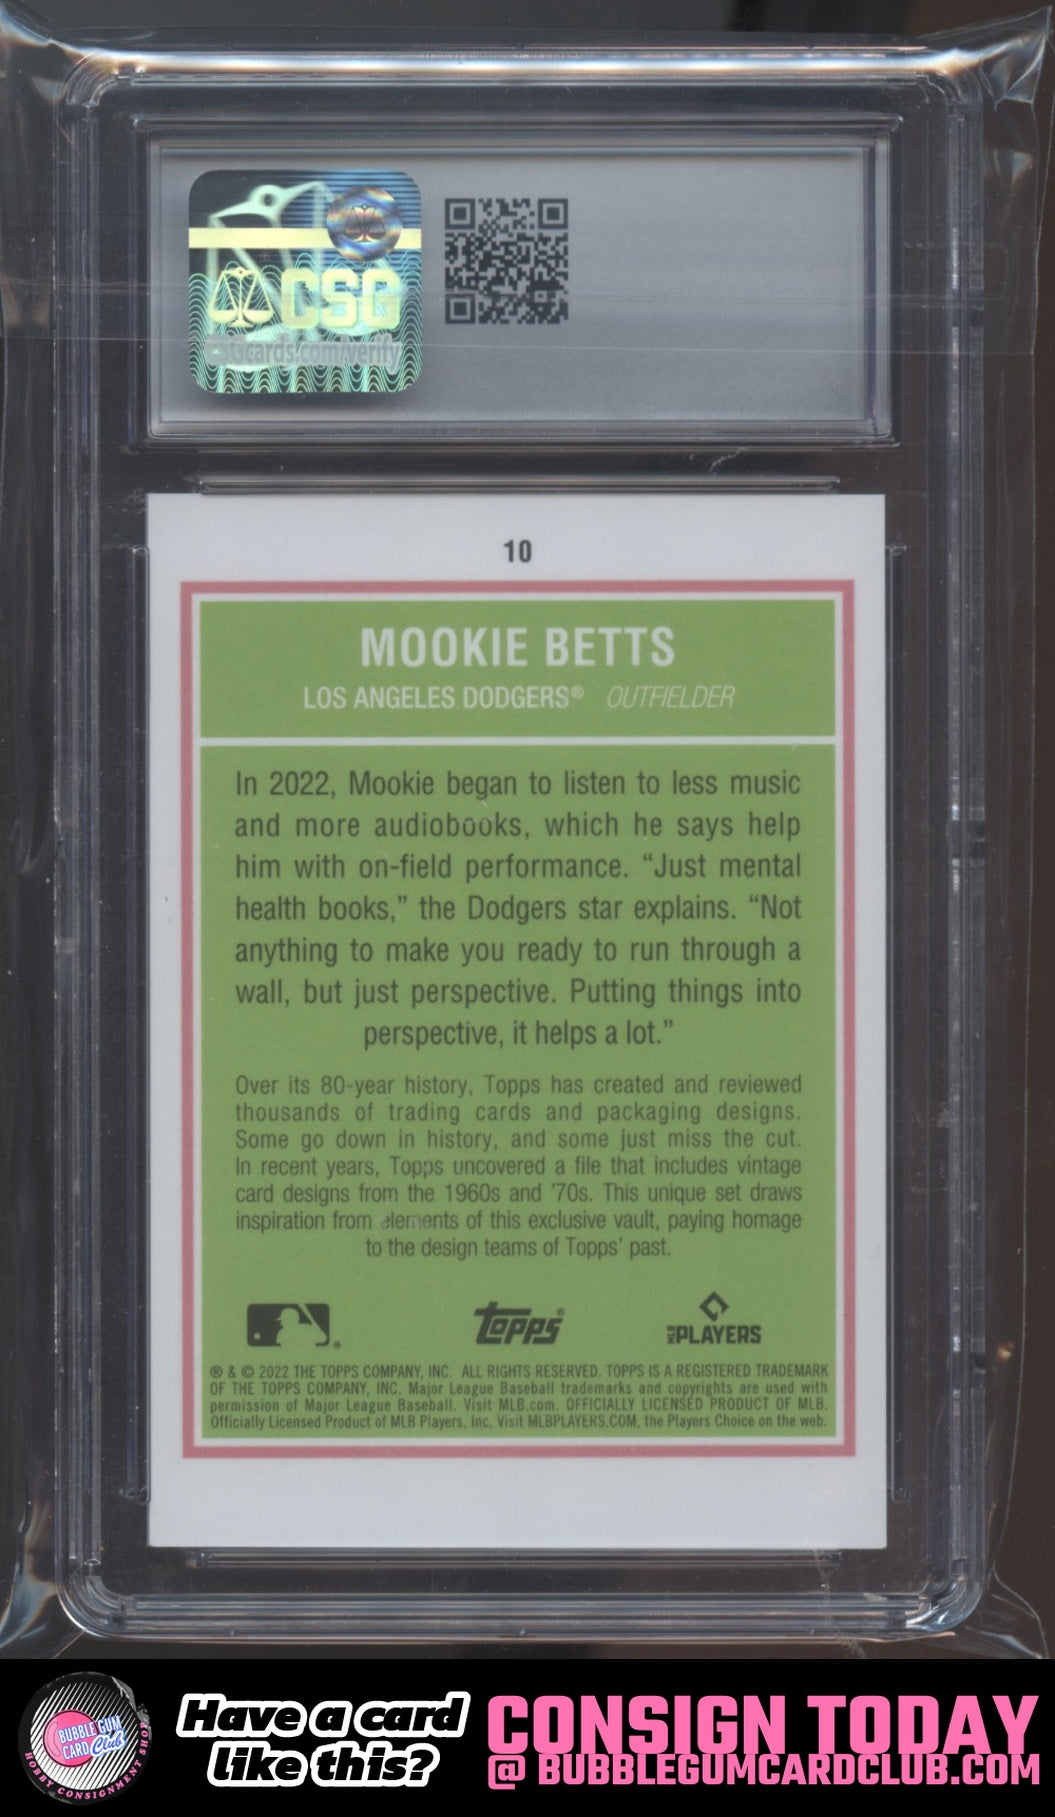 CSG
CSGcards.com/verify
10
MOOKIE BETTS
LOS ANGELES DODGERS® OUTFIELDER
In 2022, Mookie began to listen to less music
and more audiobooks, which he says help
him with on-field performance. “Just mental
health books,” the Dodgers star explains. “Not
anything to make you ready to run through a
wall, but just perspective. Putting things into
perspective, it helps a lot.”
Over its 80-year history, Topps has created and reviewed
thousands of trading cards and packaging designs.
Some go down in history, and some just miss the cut.
In recent years, Topps uncovered a file that includes vintage
card designs from the 1960s and ’70s. This unique set draws
inspiration from elements of this exclusive vault, paying homage
to the design teams of Topps’ past.
® topps® MLB PLAYERS
® & © 2022 THE TOPPS COMPANY, INC. ALL RIGHTS RESERVED. TOPPS IS A REGISTERED TRADEMARK
OF THE TOPPS COMPANY, INC. Major League Baseball trademarks and copyrights are used with
permission of Major League Baseball. Visit MLB.com. OFFICIALLY LICENSED PRODUCT OF MLB.
Officially Licensed Product of MLB Players, Inc. Visit MLBPLAYERS.COM, the Players Choice on the web.
BUBBLE GUM
CARD Club
HOBBY CONSIGNMENT SHOP
Have a card
like this?
CONSIGN TODAY
@ BUBBLEGUMCARDCLUB.COM